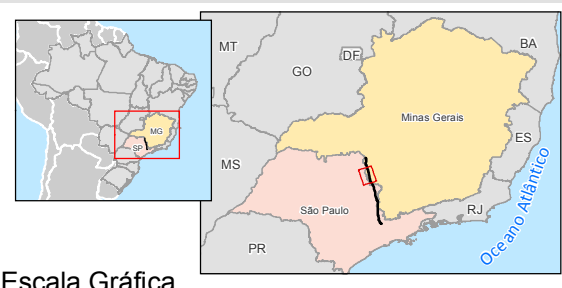 MG
SP
MT
BA
GO
DF
Minas Gerais
ES
MS
São Paulo
RJ
PR
Oceano Atlântico
Escala Gráfica